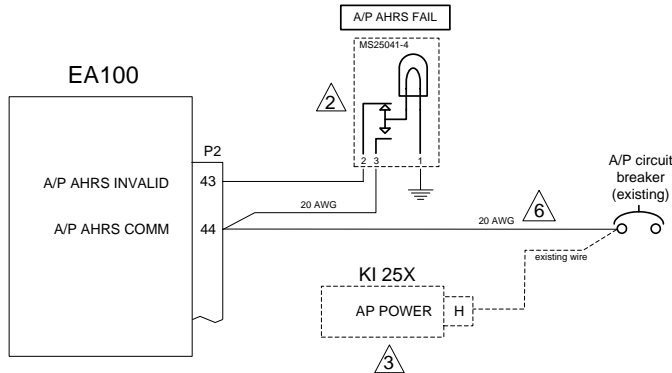 A/P AHRS FAIL
MS25041-4
EA100
2
P2
2 3 1
A/P AHRS INVALID 43
A/P circuit
breaker
(existing)
20 AWG
6
A/P AHRS COMM 44
20 AWG
existing wire
KI 25X
AP POWER H
3